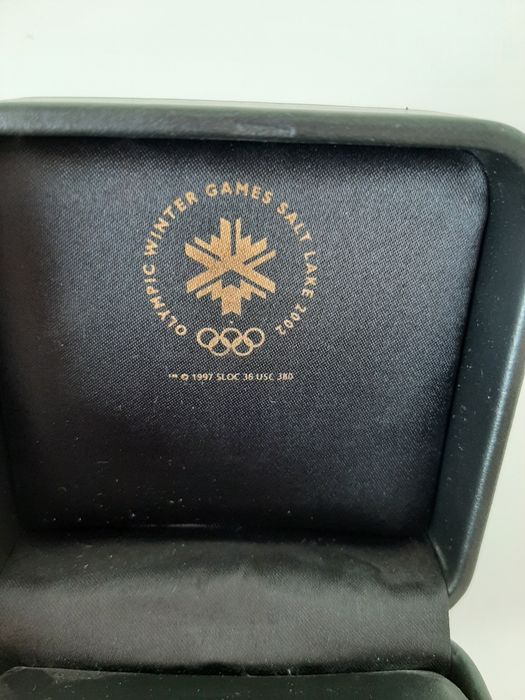 OLYMPIC WINTER GAMES SALT LAKE 2002
™ © 1997 SLOC 36 USC 380